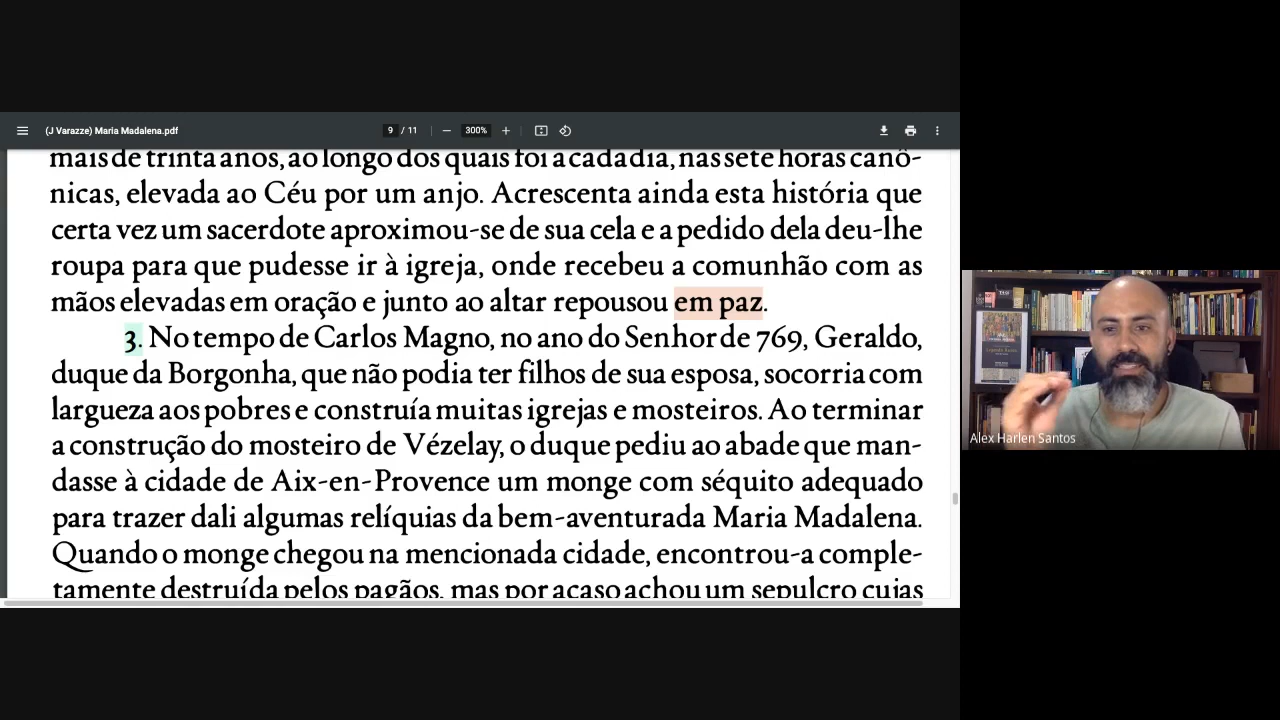 (J Varazze) Maria Madalena.pdf
9 / 11
300%
mais de trinta anos, ao longo dos quais foi a cada dia, nas sete horas canô-
nicas, elevada ao Céu por um anjo. Acrescenta ainda esta história que
certa vez um sacerdote aproximou-se de sua cela e a pedido dela deu-lhe
roupa para que pudesse ir à igreja, onde recebeu a comunhão com as
mãos elevadas em oração e junto ao altar repousou em paz.
3. No tempo de Carlos Magno, no ano do Senhor de 769, Geraldo,
duque da Borgonha, que não podia ter filhos de sua esposa, socorria com
largueza aos pobres e construía muitas igrejas e mosteiros. Ao terminar
a construção do mosteiro de Vézelay, o duque pediu ao abade que man-
dasse à cidade de Aix-en-Provence um monge com séquito adequado
para trazer dali algumas relíquias da bem-aventurada Maria Madalena.
Quando o monge chegou na mencionada cidade, encontrou-a comple-
tamente destruída pelos pagãos, mas por acaso achou um sepulcro cujas
Alex Harlen Santos